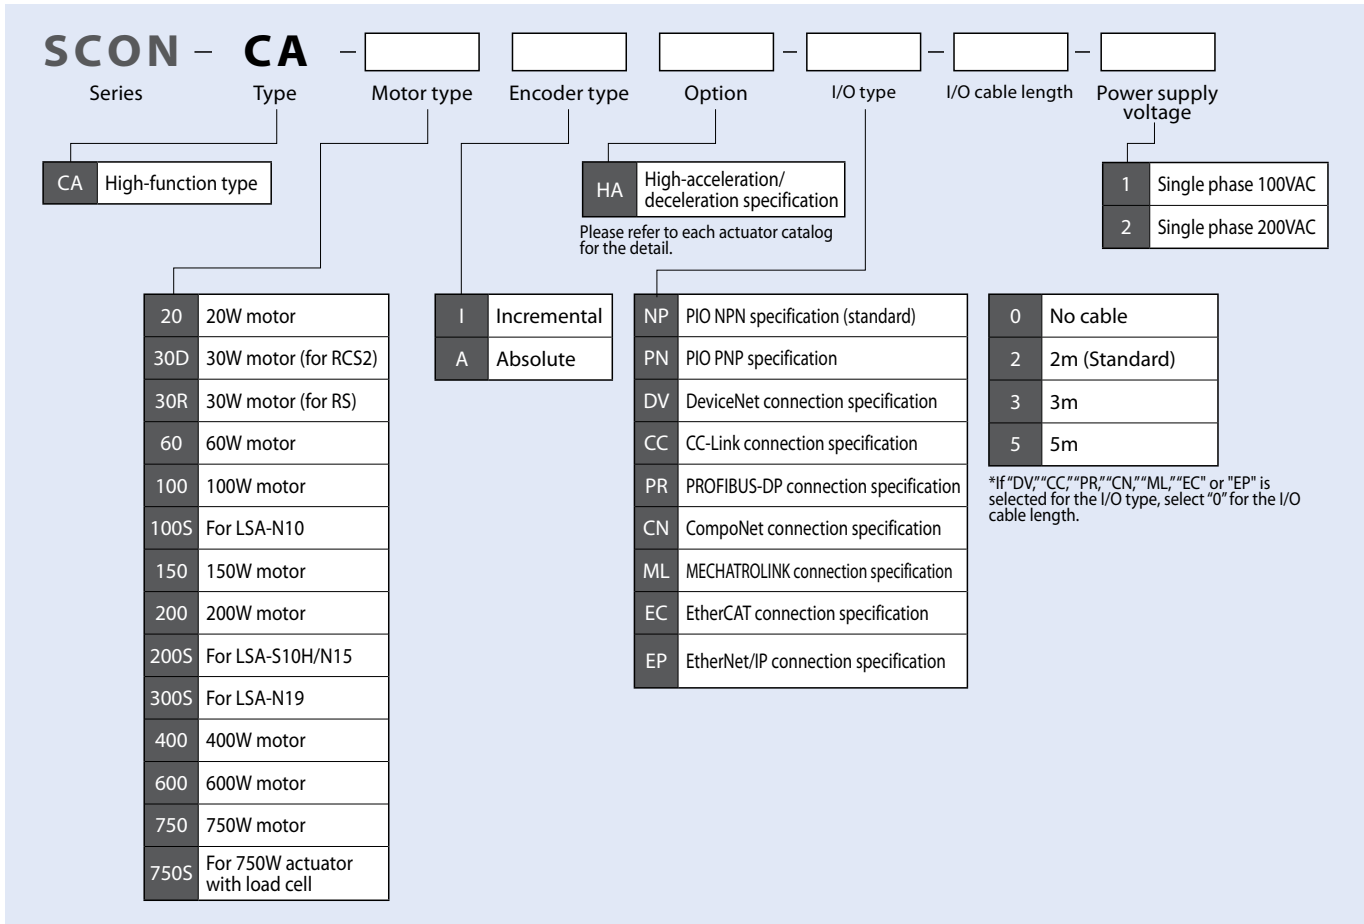 SCON - CA -
Series Type Motor type Encoder type Option I/O type I/O cable length Power supply
voltage
CA High-function type
HA High-acceleration/
deceleration specification
Please refer to each actuator catalog
for the detail.
1 Single phase 100VAC
2 Single phase 200VAC
20 20W motor
30D 30W motor (for RCS2)
30R 30W motor (for RS)
60 60W motor
100 100W motor
100S For LSA-N10
150 150W motor
200 200W motor
200S For LSA-S10H/N15
300S For LSA-N19
400 400W motor
600 600W motor
750 750W motor
750S For 750W actuator
with load cell
I Incremental
A Absolute
NP PIO NPN specification (standard)
PN PIO PNP specification
DV DeviceNet connection specification
CC CC-Link connection specification
PR PROFIBUS-DP connection specification
CN CompoNet connection specification
ML MECHATROLINK connection specification
EC EtherCAT connection specification
EP EtherNet/IP connection specification
0 No cable
2 2m (Standard)
3 3m
5 5m
*If “DV,”“CC,”“PR,”“CN,”“ML,”“EC" or "EP" is
selected for the I/O type, select “0” for the I/O
cable length.